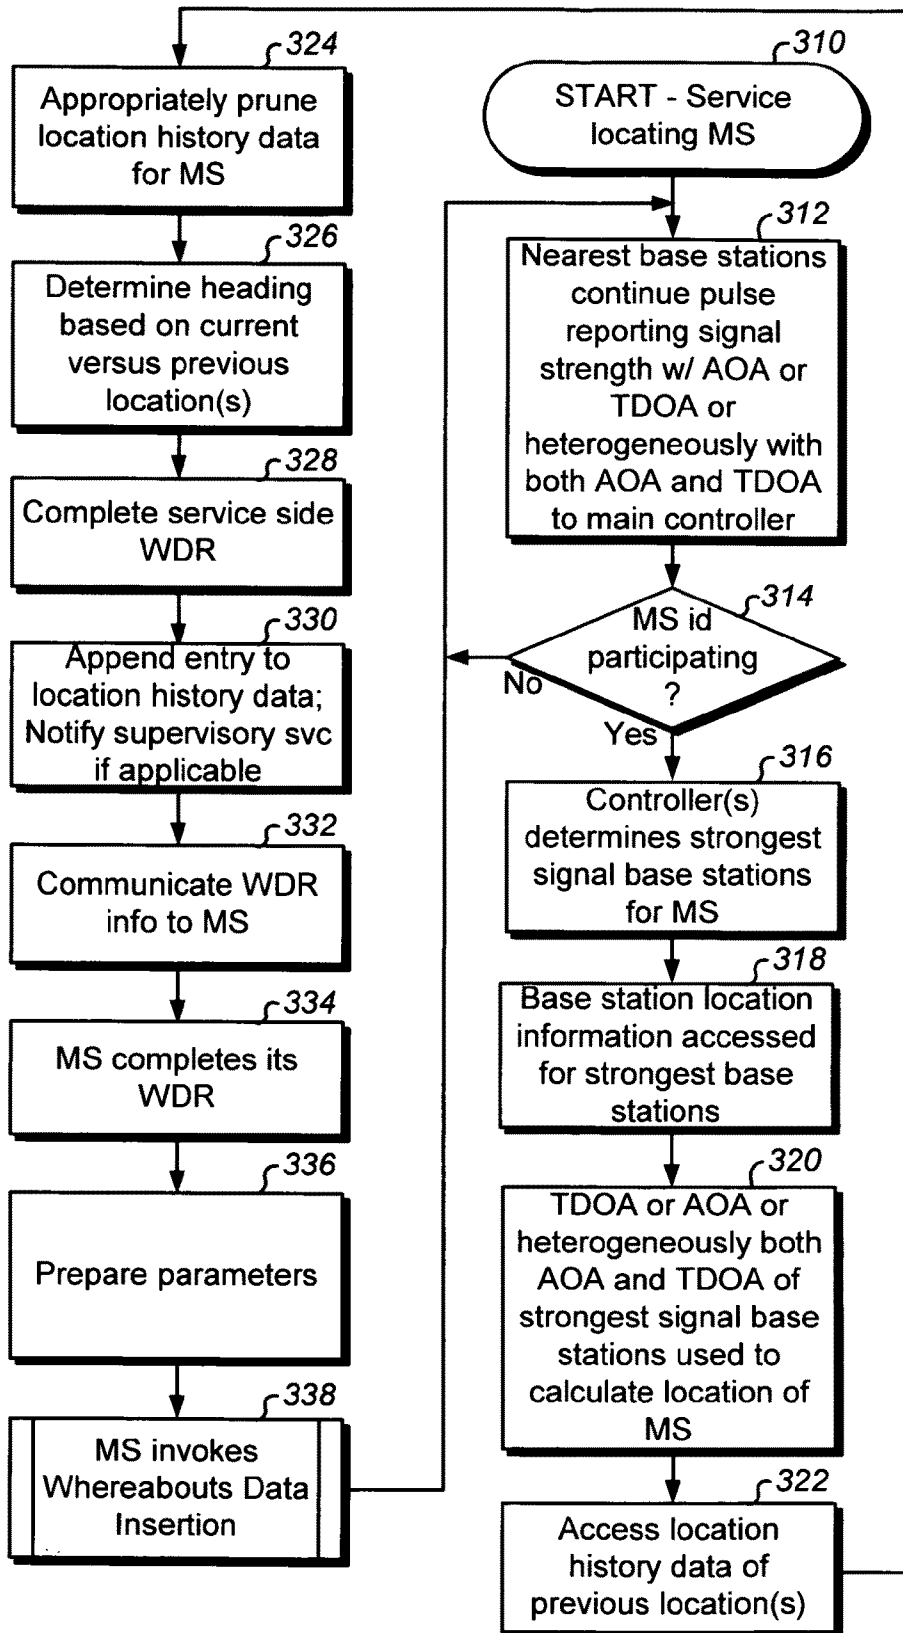 310
START - Service
locating MS
312
Nearest base stations
continue pulse
reporting signal
strength w/ AOA or
TDOA or
heterogeneously with
both AOA and TDOA
to main controller
314
MS id
participating
?
No
Yes
316
Controller(s)
determines strongest
signal base stations
for MS
318
Base station location
information accessed
for strongest base
stations
320
TDOA or AOA or
heterogeneously both
AOA and TDOA of
strongest signal base
stations used to
calculate location of
MS
322
Access location
history data of
previous location(s)
324
Appropriately prune
location history data
for MS
326
Determine heading
based on current
versus previous
location(s)
328
Complete service side
WDR
330
Append entry to
location history data;
Notify supervisory svc
if applicable
332
Communicate WDR
info to MS
334
MS completes its
WDR
336
Prepare parameters
338
MS invokes
Whereabouts Data
Insertion